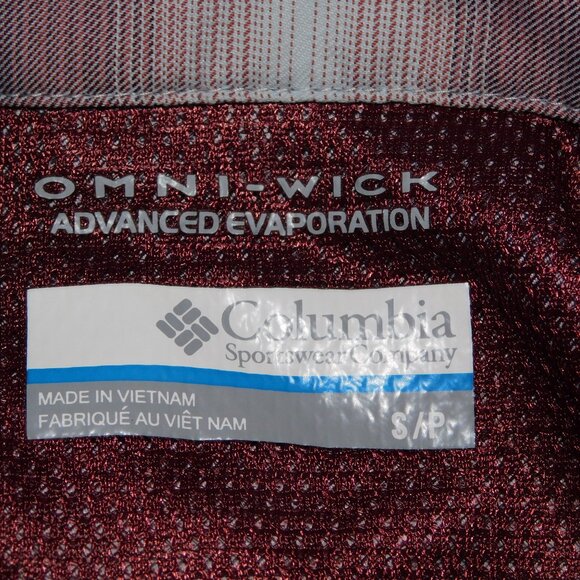 OMNI-WICK
ADVANCED EVAPORATION
Columbia
Sportswear Company
MADE IN VIETNAM
FABRIQUÉ AU VIÊT NAM
S/P